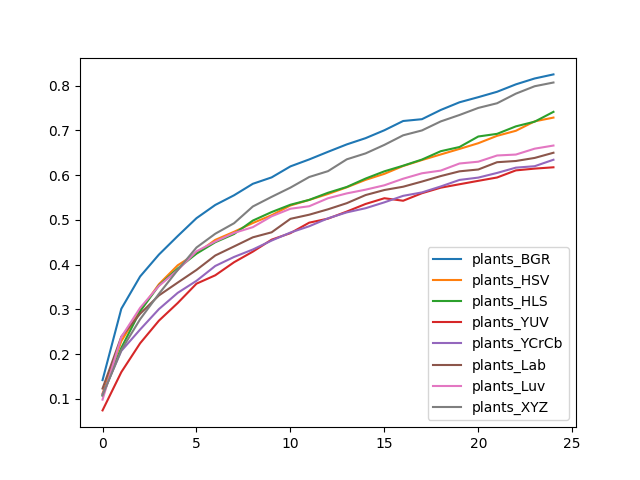 0.8
0.7
0.6
0.5
0.4
0.3
0.2
0.1
0 5 10 15 20 25
plants_BGR
plants_HSV
plants_HLS
plants_YUV
plants_YCrCb
plants_Lab
plants_Luv
plants_XYZ